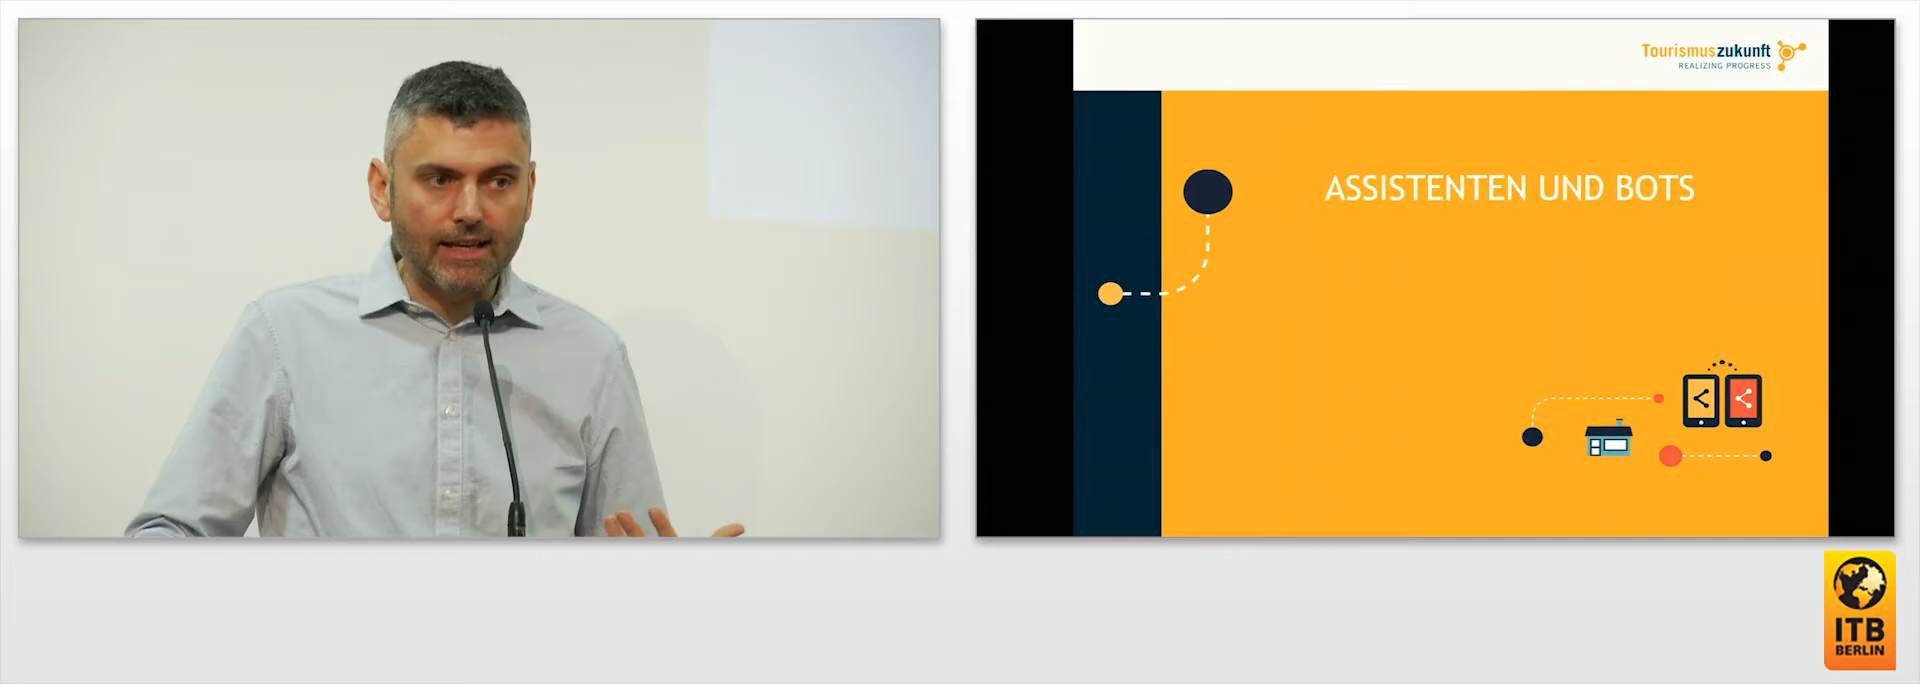 Tourismuszukunft
REALIZING PROGRESS
ASSISTENTEN UND BOTS
ITB
BERLIN